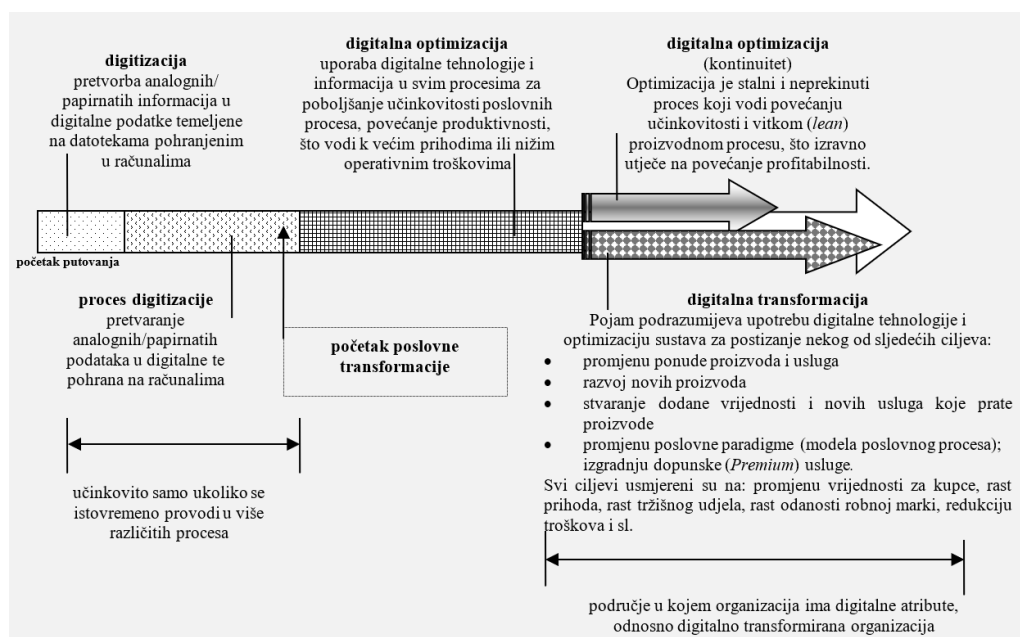 digitizacija
pretvorba analognih/
papirnatih informacija u
digitalne podatke temeljene
na datotekama pohranjenim
u računalima
digitalna optimizacija
uporaba digitalne tehnologije i
informacija u svim procesima za
poboljšanje učinkovitosti poslovnih
procesa, povećanje produktivnosti,
što vodi k većim prihodima ili nižim
operativnim troškovima
digitalna optimizacija
(kontinuitet)
Optimizacija je stalni i neprekinuti
proces koji vodi povećanju
učinkovitosti i vitkom (lean)
proizvodnom procesu, što izravno
utječe na povećanje profitabilnosti.
početak putovanja
proces digitizacije
pretvaranje
analognih/papirnatih
podataka u digitalne te
pohrana na računalima
početak poslovne
transformacije
digitalna transformacija
Pojam podrazumijeva upotrebu digitalne tehnologije i
optimizaciju sustava za postizanje nekog od sljedećih ciljeva:
• promjenu ponude proizvoda i usluga
• razvoj novih proizvoda
• stvaranje dodane vrijednosti i novih usluga koje prate
proizvode
• promjenu poslovne paradigme (modela poslovnog procesa);
izgradnju dopunske (Premium) usluge.
Svi ciljevi usmjereni su na: promjenu vrijednosti za kupce, rast
prihoda, rast tržišnog udjela, rast odanosti robnoj marki, redukciju
troškova i sl.
učinkovito samo ukoliko se
istovremeno provodi u više
različitih procesa
područje u kojem organizacija ima digitalne atribute,
odnosno digitalno transformirana organizacija